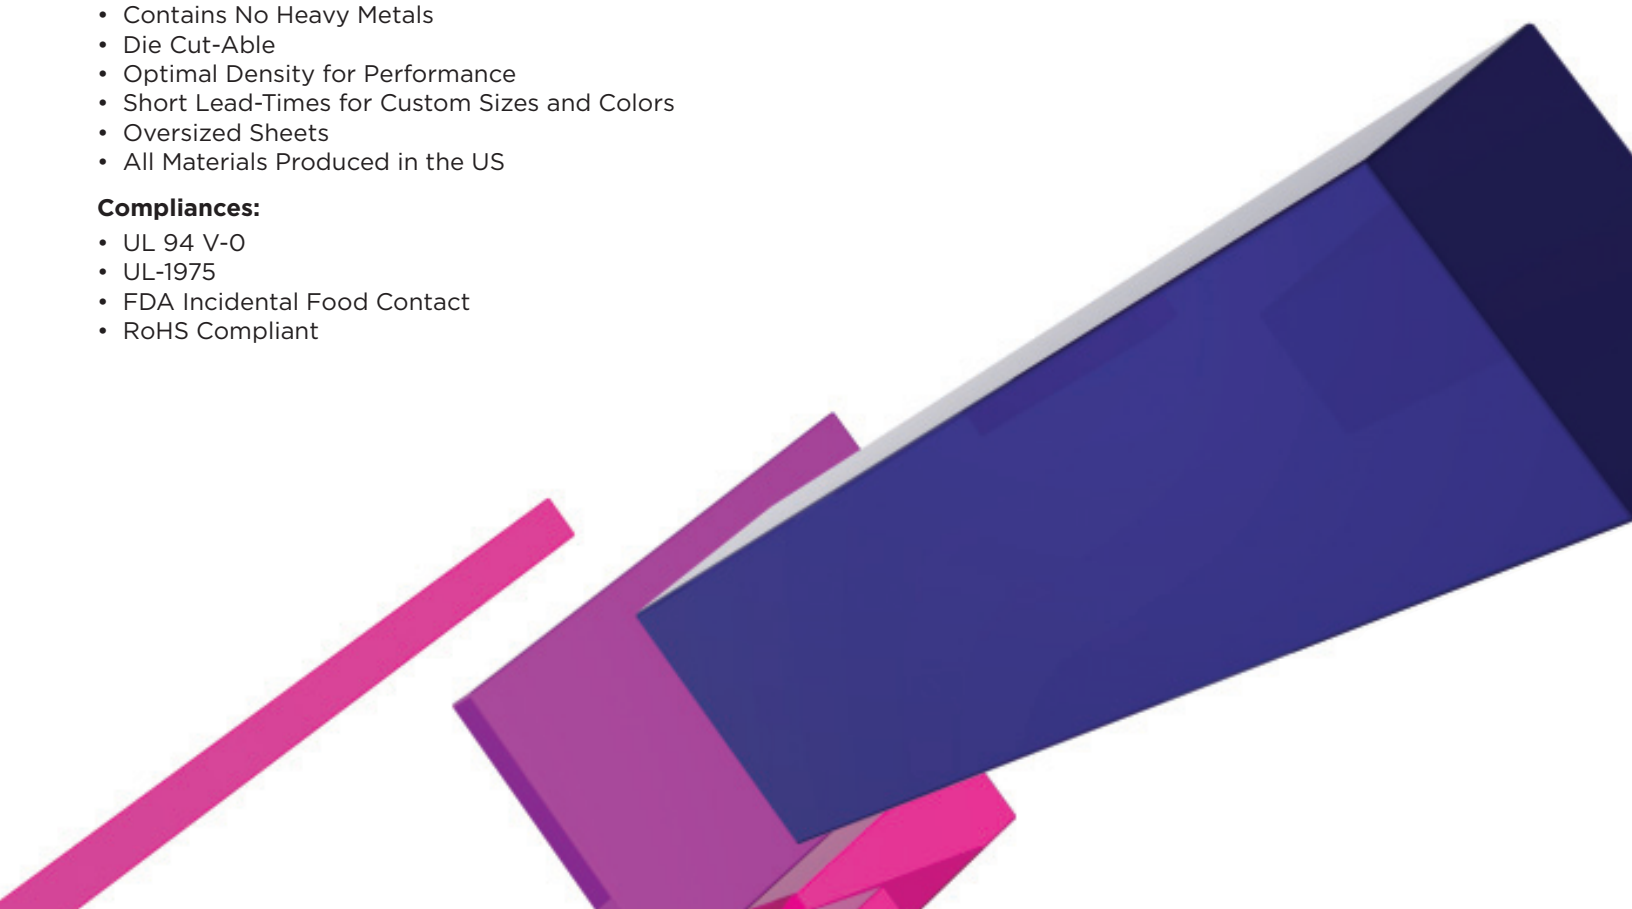 • Contains No Heavy Metals
• Die Cut-Able
• Optimal Density for Performance
• Short Lead-Times for Custom Sizes and Colors
• Oversized Sheets
• All Materials Produced in the US
Compliances:
• UL 94 V-0
• UL-1975
• FDA Incidental Food Contact
• RoHS Compliant